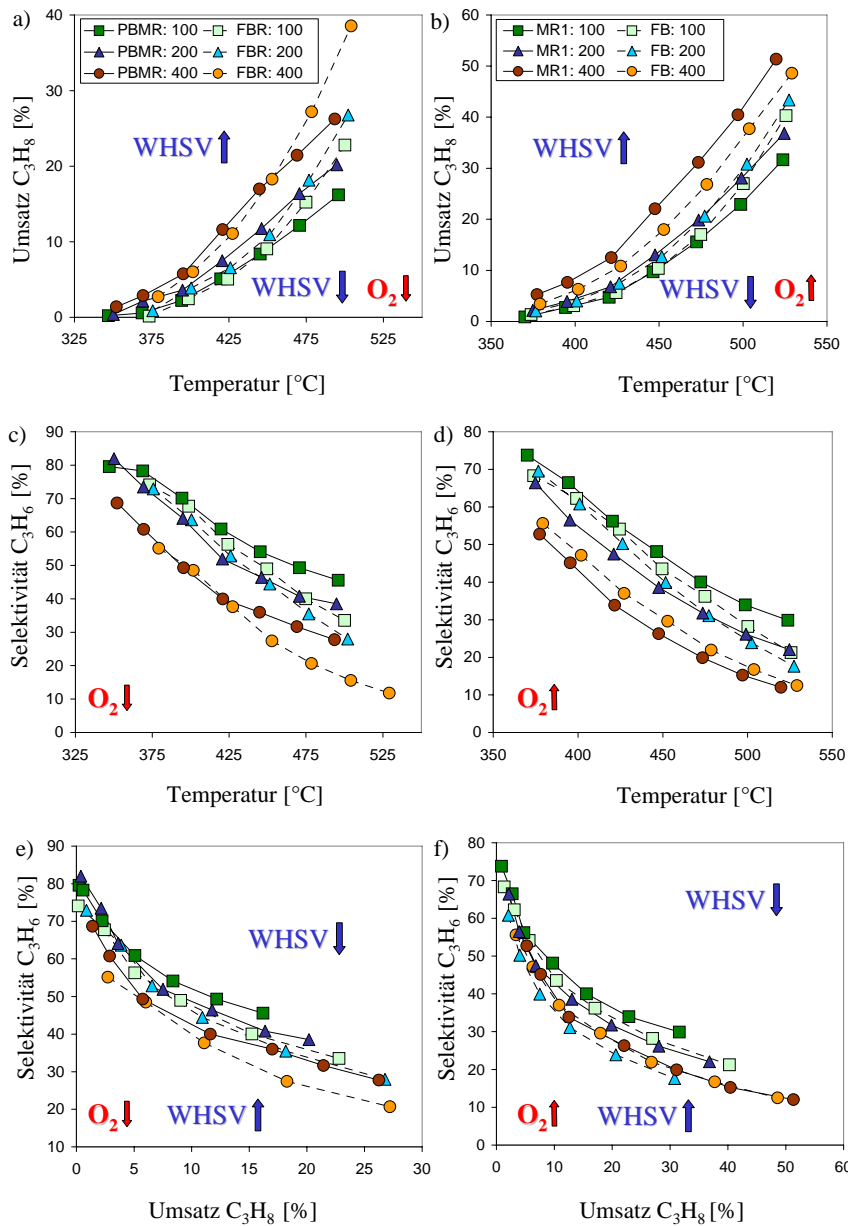 a)
b)
PBMR: 100 FBR: 100
PBMR: 200 FBR: 200
PBMR: 400 FBR: 400
MR1: 100 FB: 100
MR1: 200 FB: 200
MR1: 400 FB: 400
Umsatz C₃H₈ [%]
40
30
20
10
0
WHSV
WHSV
O₂
325 375 425 475 525
Temperatur [°C]
Umsatz C₃H₈ [%]
60
50
40
30
20
10
0
WHSV
WHSV
O₂
350 400 450 500 550
Temperatur [°C]
c)
Selektivität C₃H₆ [%]
90
80
70
60
50
40
30
20
10
0
O₂
325 375 425 475 525
Temperatur [°C]
d)
Selektivität C₃H₆ [%]
80
70
60
50
40
30
20
10
0
O₂
350 400 450 500 550
Temperatur [°C]
e)
Selektivität C₃H₆ [%]
90
80
70
60
50
40
30
20
10
WHSV
O₂
WHSV
0 5 10 15 20 25 30
Umsatz C₃H₈ [%]
f)
Selektivität C₃H₆ [%]
80
70
60
50
40
30
20
10
0
WHSV
O₂
WHSV
0 10 20 30 40 50 60
Umsatz C₃H₈ [%]